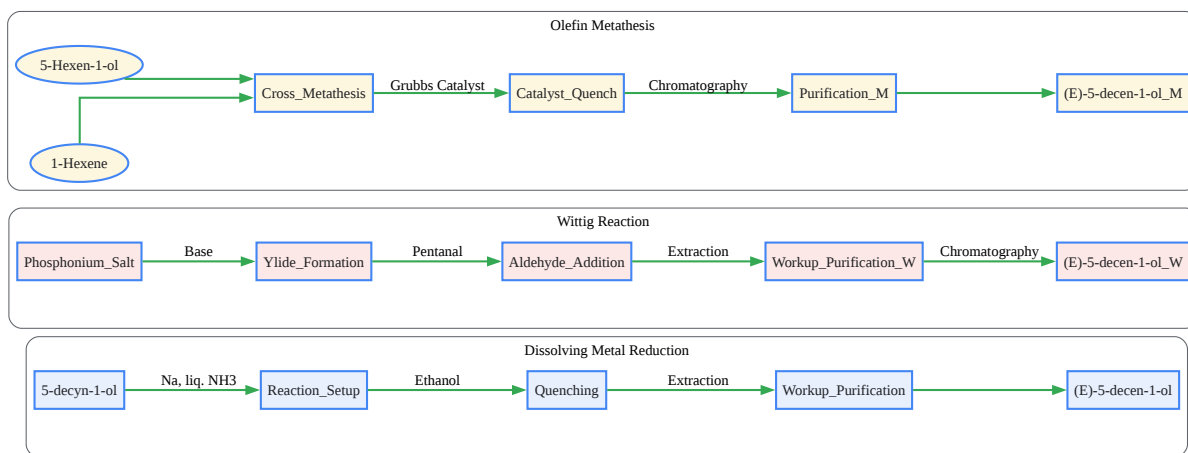 Olefin Methathesis
5-Hexen-1-ol
Cross_Metathesis
Grubbs Catalyst
Catalyst_Quench
Chromatography
Purification_M
(E)-5-decen-1-ol_M
1-Hexene
Wittig Reaction
Phosphonium_Salt
Base
Ylide_Formation
Pentanal
Aldehyde_Addition
Extraction
Workup_Purification_W
Chromatography
(E)-5-decen-1-ol_W
Dissolving Metal Reduction
5-decyn-1-ol
Na, liq. NH3
Reaction_Setup
Ethanol
Quenching
Extraction
Workup_Purification
(E)-5-decen-1-ol